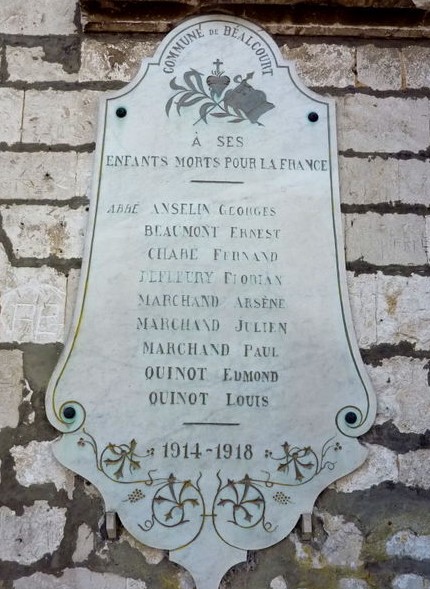 COMMUNE DE BÉALCOURT
À SES
ENFANTS MORTS POUR LA FRANCE
ABBÉ ANSELIN GEORGES
BEAUMONT ERNEST
CHABÉ FERNAND
DEFLEURY FLORIAN
MARCHAND ARSÈNE
MARCHAND JULIEN
MARCHAND PAUL
QUINOT EDMOND
QUINOT LOUIS
1914-1918